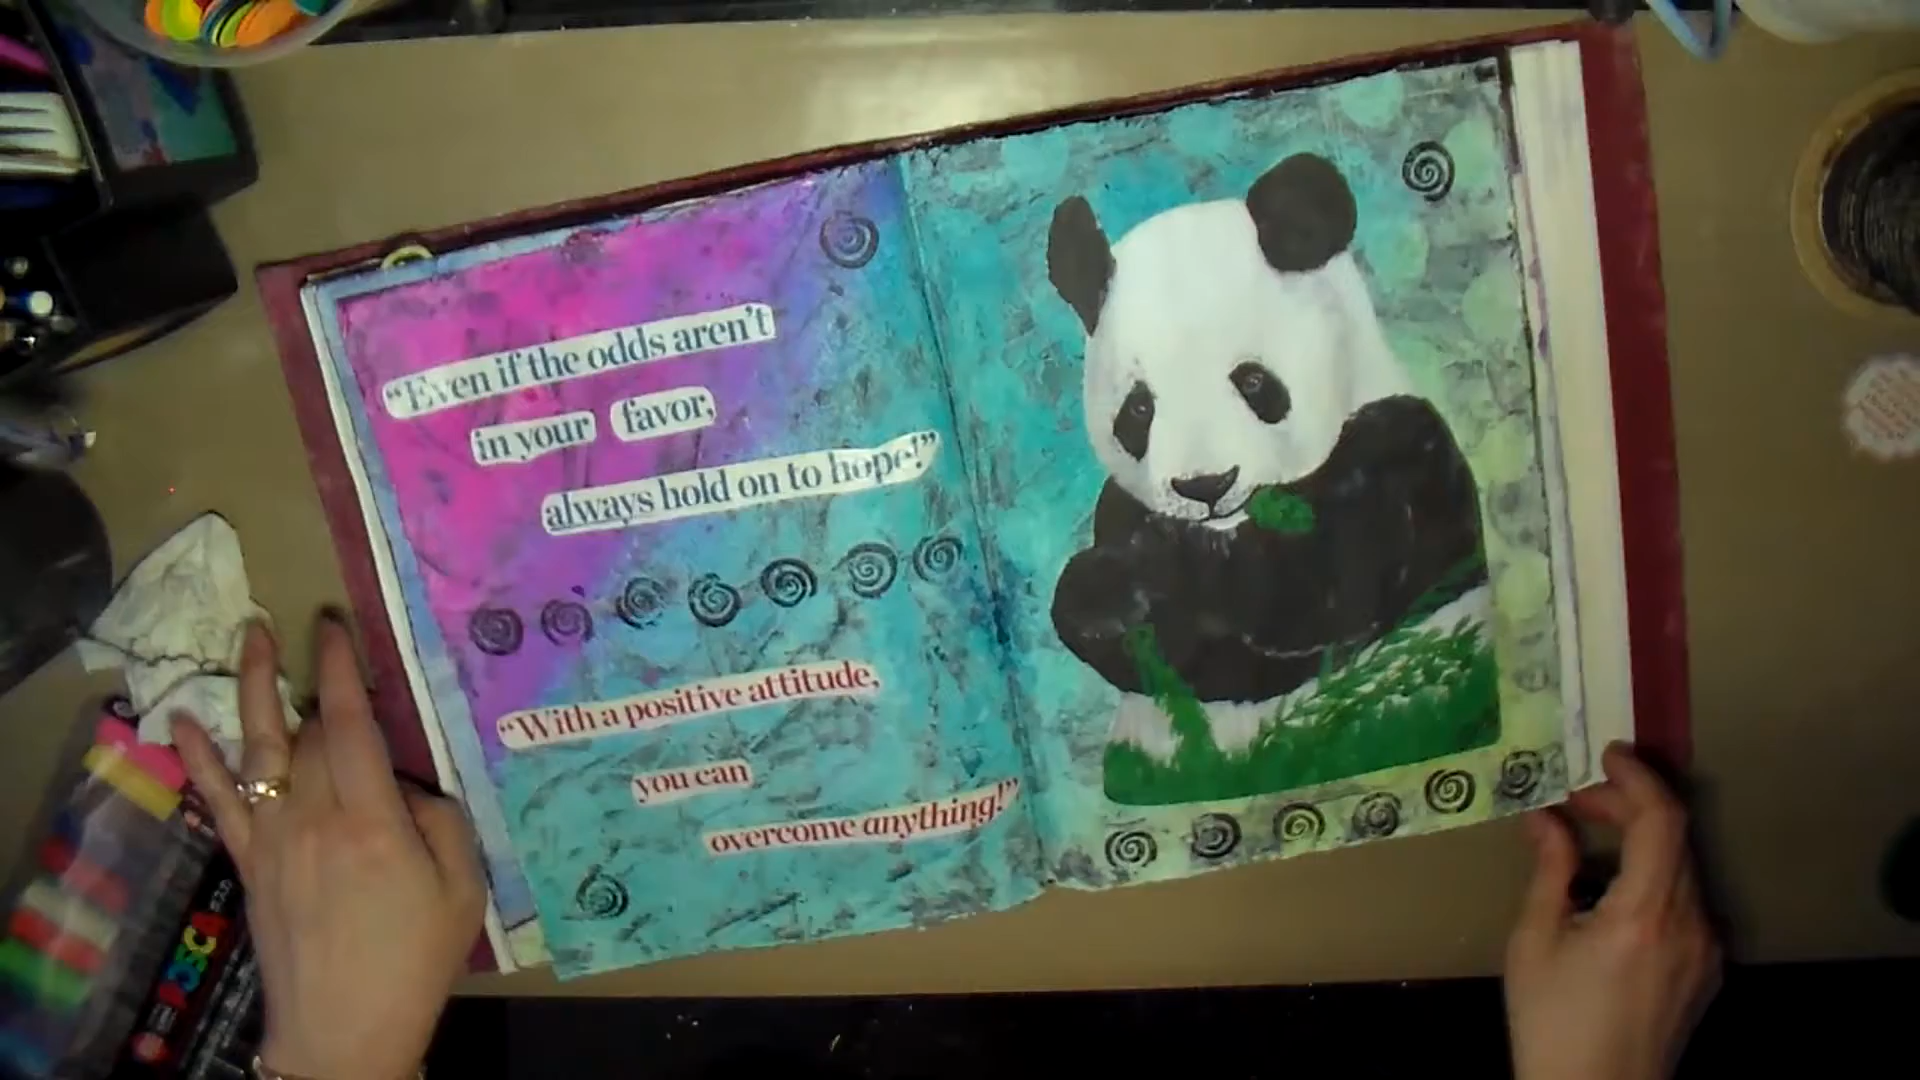 “Even if the odds aren't
in your favor,
always hold on to hope!”
“With a positive attitude,
you can
overcome anything!”
POSCA